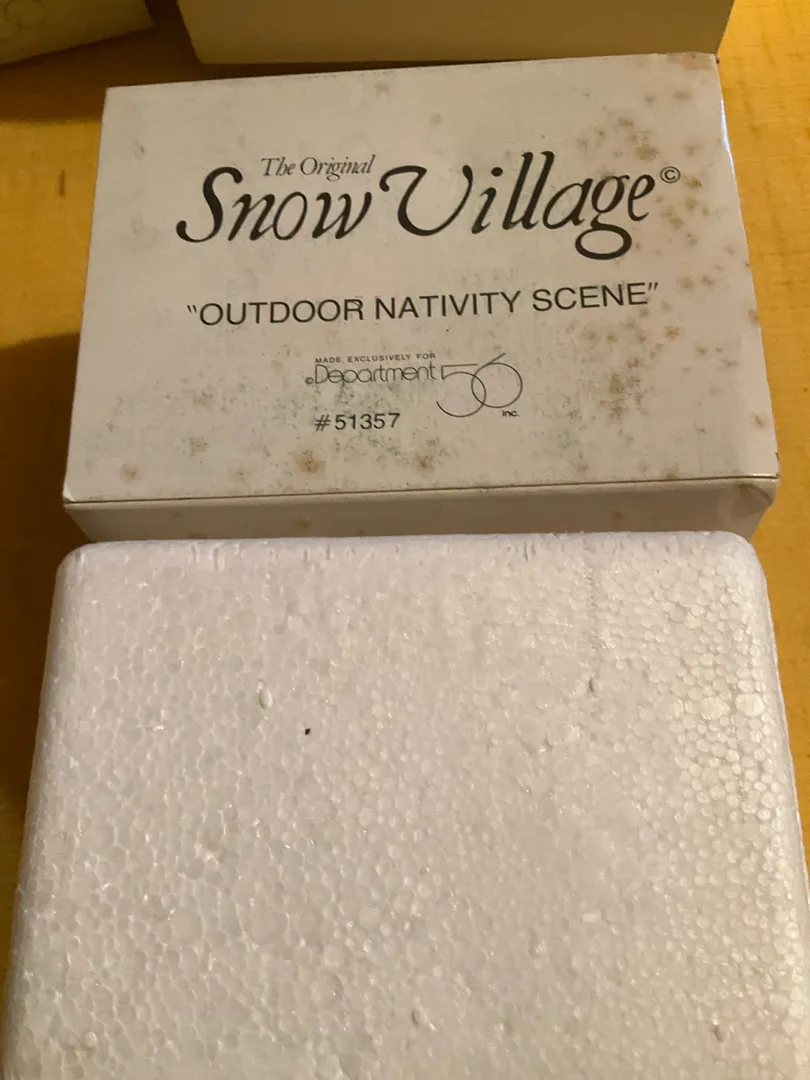 The Original
Snow Village©
"OUTDOOR NATIVITY SCENE"
MADE EXCLUSIVELY FOR
©Department 56 inc.
#51357